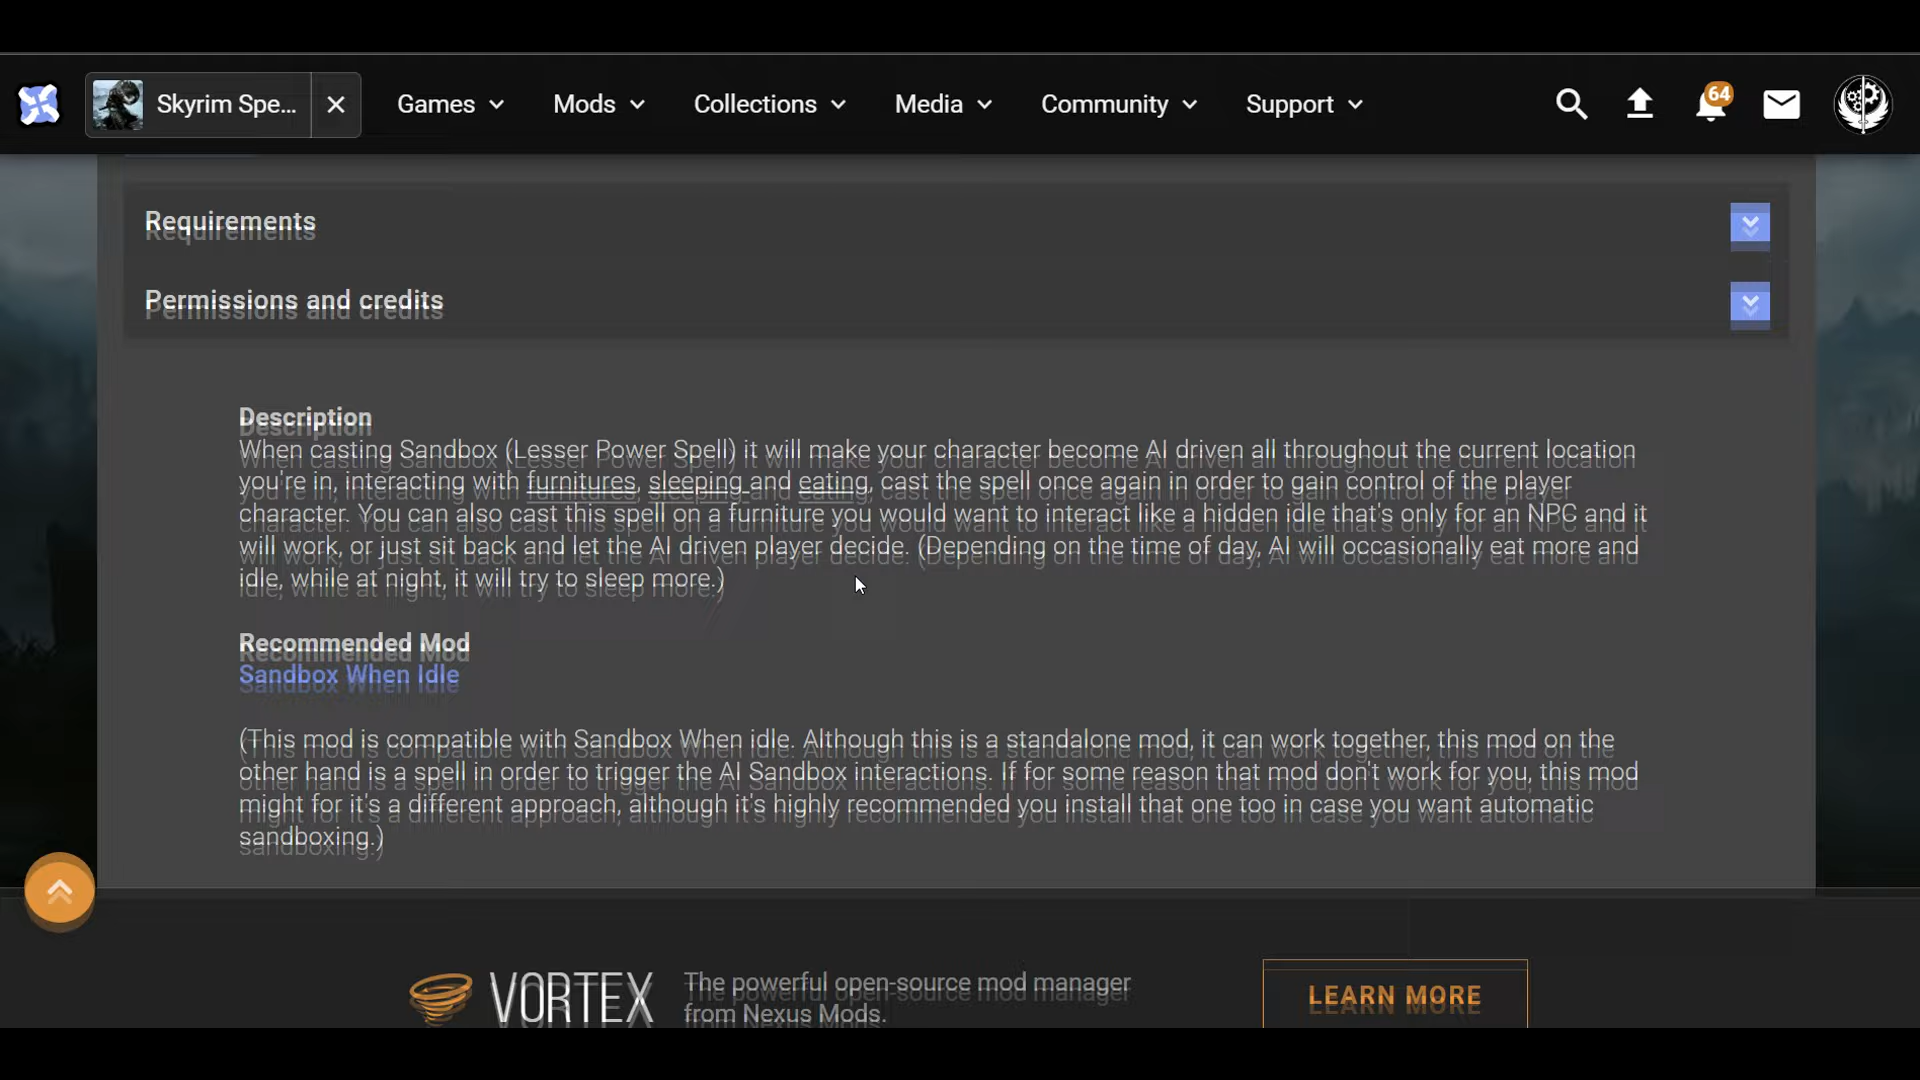 Skyrim Spe...
Games
Mods
Collections
Media
Community
Support
64
Requirements
Permissions and credits
Description
When casting Sandbox (Lesser Power Spell) it will make your character become AI driven all throughout the current location
you're in, interacting with furnitures, sleeping and eating, cast the spell once again in order to gain control of the player
character. You can also cast this spell on a furniture you would want to interact like a hidden idle that's only for an NPC and it
will work, or just sit back and let the AI driven player decide. (Depending on the time of day, AI will occasionally eat more and
idle, while at night, it will try to sleep more.)
Recommended Mod
Sandbox When Idle
(This mod is compatible with Sandbox When idle. Although this is a standalone mod, it can work together, this mod on the
other hand is a spell in order to trigger the AI Sandbox interactions. If for some reason that mod don't work for you, this mod
might for it's a different approach, although it's highly recommended you install that one too in case you want automatic
sandboxing.)
VORTEX
The powerful open-source mod manager
from Nexus Mods.
LEARN MORE